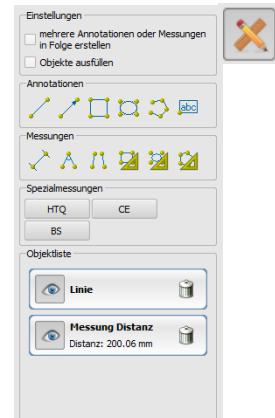 Einstellungen
mehrere Annotationen oder Messungen
in Folge erstellen
Objekte ausfüllen
Annotationen
abc
Messungen
Spezialmessungen
HTQ CE
BS
Objektliste
Linie
Messung Distanz
Distanz: 200.06 mm